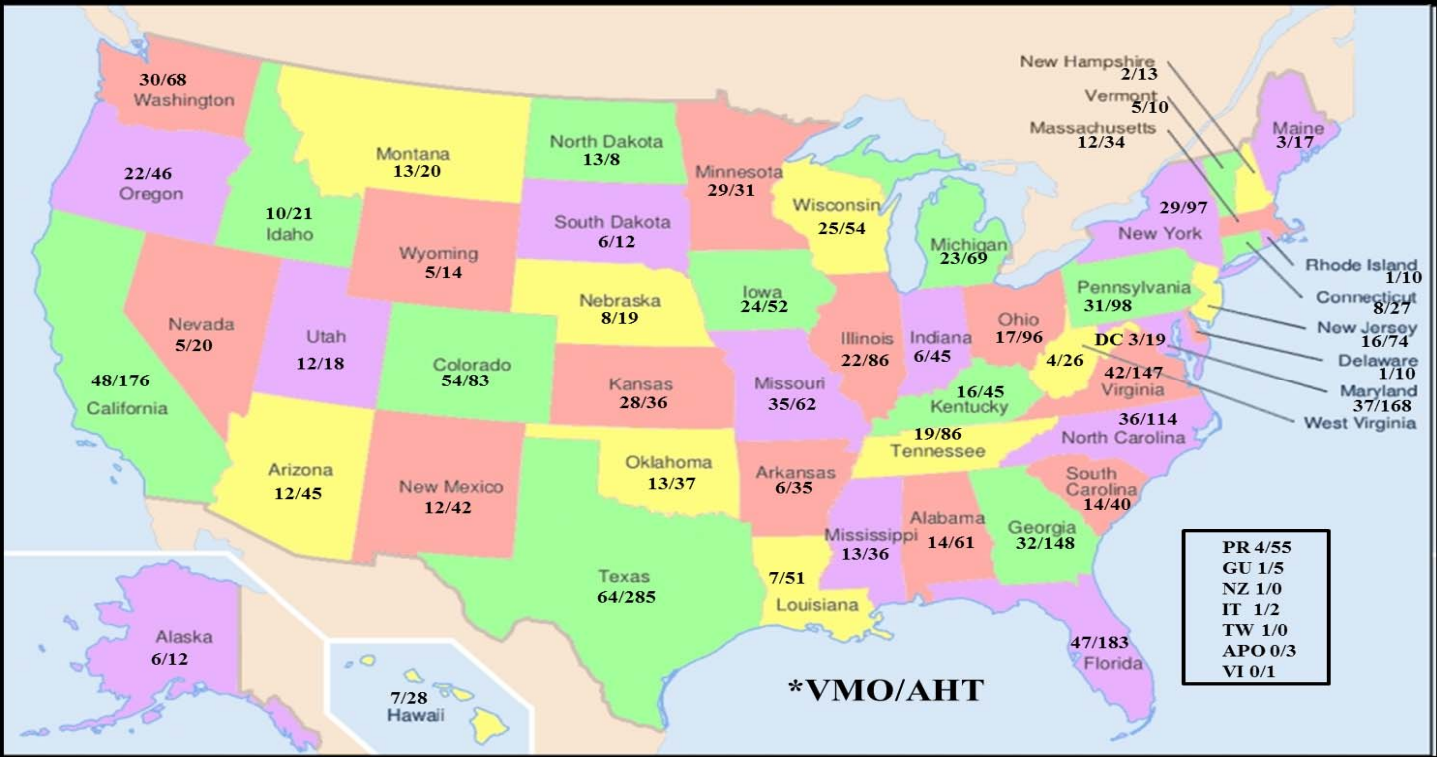 30/68
Washington
22/46
Oregon
48/176
California
10/21
Idaho
5/20
Nevada
Montana
13/20
Wyoming
5/14
Utah
12/18
Colorado
54/83
Arizona
12/45
New Mexico
12/42
North Dakota
13/8
South Dakota
6/12
Nebraska
8/19
Kansas
28/36
Oklahoma
13/37
Texas
64/285
Minnesota
29/31
Iowa
24/52
Missouri
35/62
Arkansas
6/35
7/51
Louisiana
Wisconsin
25/54
Illinois
22/86
Michigan
23/69
Indiana
6/45
Ohio
17/96
16/45
Kentucky
19/86
Tennessee
Mississippi
13/36
Alabama
14/61
Georgia
32/148
47/183
Florida
South
Carolina
14/40
36/114
North Carolina
42/147
Virginia
4/26
DC 3/19
Pennsylvania
31/98
29/97
New York
Maine
3/17
New Hampshire
2/13
Vermont
5/10
Massachusetts
12/34
Rhode Island
1/10
Connecticut
8/27
New Jersey
16/74
Delaware
1/10
Maryland
37/168
West Virginia
Alaska
6/12
7/28
Hawaii
*VMO/AHT
PR 4/55
GU 1/5
NZ 1/0
IT 1/2
TW 1/0
APO 0/3
VI 0/1